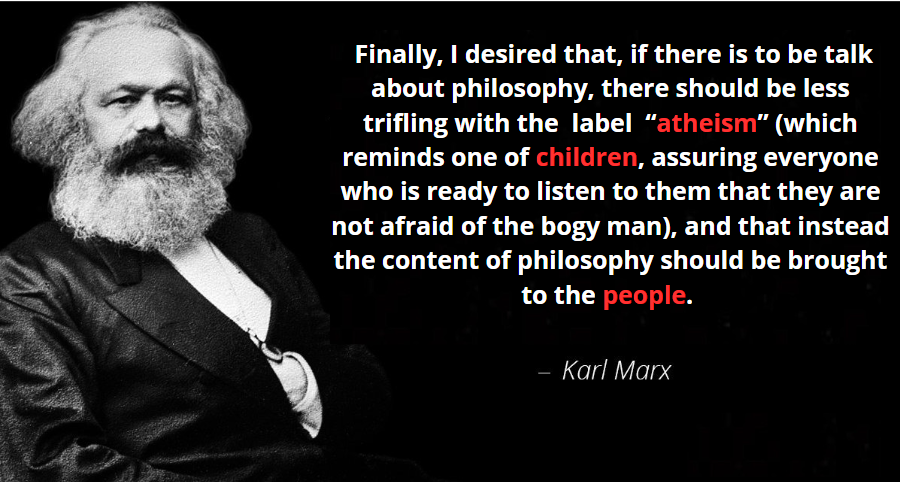 Finally, I desired that, if there is to be talk
about philosophy, there should be less
trifling with the label “atheism” (which
reminds one of children, assuring everyone
who is ready to listen to them that they are
not afraid of the bogy man), and that instead
the content of philosophy should be brought
to the people.
– Karl Marx